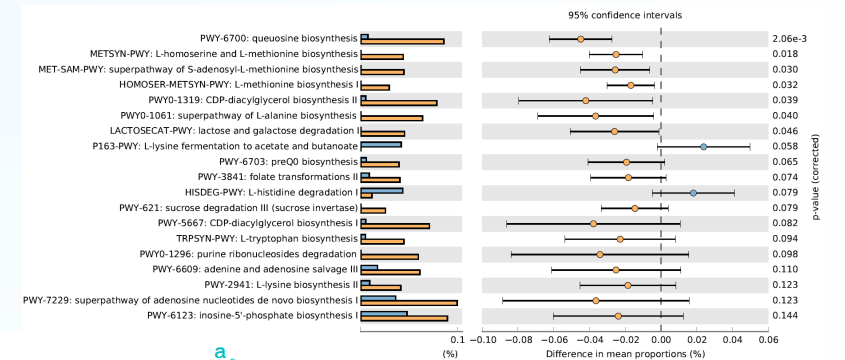 95% confidence intervals
PWY-6700: queuosine biosynthesis 2.06e-3
METSYN-PWY: L-homoserine and L-methionine biosynthesis 0.018
MET-SAM-PWY: superpathway of S-adenosyl-L-methionine biosynthesis 0.030
HOMOSER-METSYN-PWY: L-methionine biosynthesis I 0.032
PWY0-1319: CDP-diacylglycerol biosynthesis II 0.039
PWY0-1061: superpathway of L-alanine biosynthesis 0.040
LACTOSECAT-PWY: lactose and galactose degradation I 0.046
P163-PWY: L-lysine fermentation to acetate and butanoate 0.058
PWY-6703: preQ0 biosynthesis 0.065
PWY-3841: folate transformations II 0.074
HISDEG-PWY: L-histidine degradation I 0.079
PWY-621: sucrose degradation III (sucrose invertase) 0.079
PWY-5667: CDP-diacylglycerol biosynthesis I 0.082
TRPSYN-PWY: L-tryptophan biosynthesis 0.094
PWY0-1296: purine ribonucleosides degradation 0.098
PWY-6609: adenine and adenosine salvage III 0.110
PWY-2941: L-lysine biosynthesis II 0.123
PWY-7229: superpathway of adenosine nucleotides de novo biosynthesis I 0.123
PWY-6123: inosine-5'-phosphate biosynthesis I 0.144
p-value (corrected)
0.1 −0.10 −0.08 −0.06 −0.04 −0.02 0.00 0.02 0.04 0.06
(%) Difference in mean proportions (%)
a